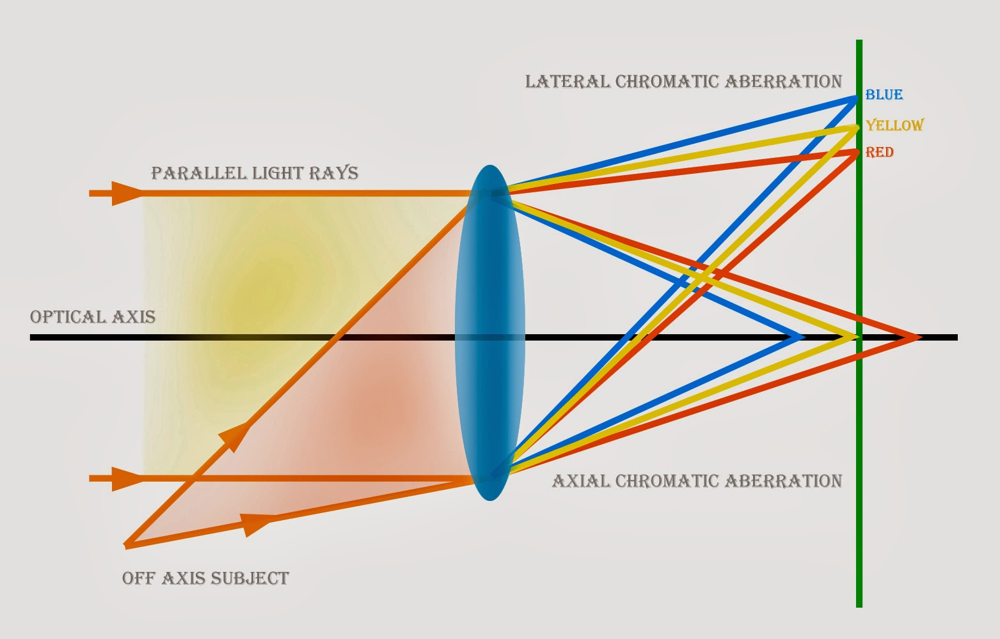 LATERAL CHROMATIC ABERRATION
BLUE
YELLOW
RED
PARALLEL LIGHT RAYS
OPTICAL AXIS
AXIAL CHROMATIC ABERRATION
OFF AXIS SUBJECT